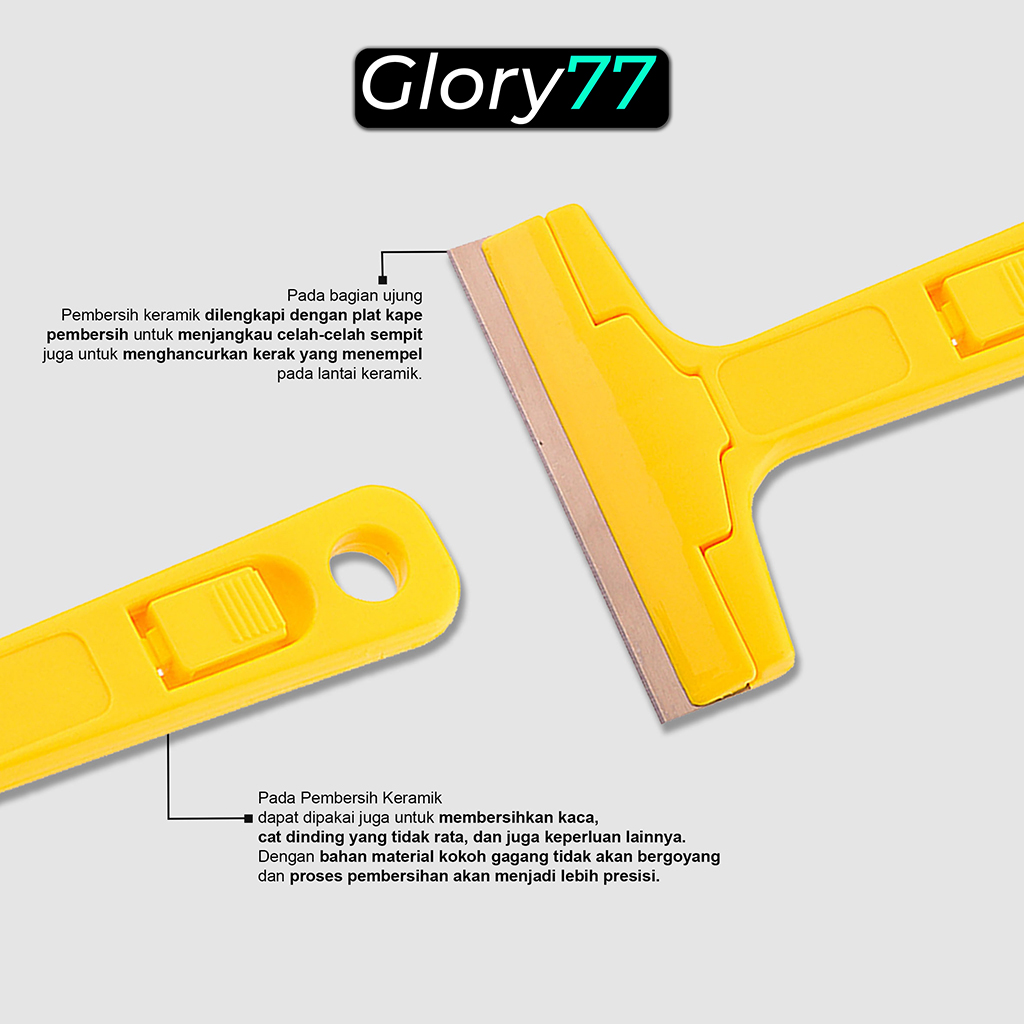 Glory77
Pada bagian ujung
Pembersih keramik dilengkapi dengan plat kape
pembersih untuk menjangkau celah-celah sempit
juga untuk menghancurkan kerak yang menempel
pada lantai keramik.
Pada Pembersih Keramik
dapat dipakai juga untuk membersihkan kaca,
cat dinding yang tidak rata, dan juga keperluan lainnya.
Dengan bahan material kokoh gagang tidak akan bergoyang
dan proses pembersihan akan menjadi lebih presisi.